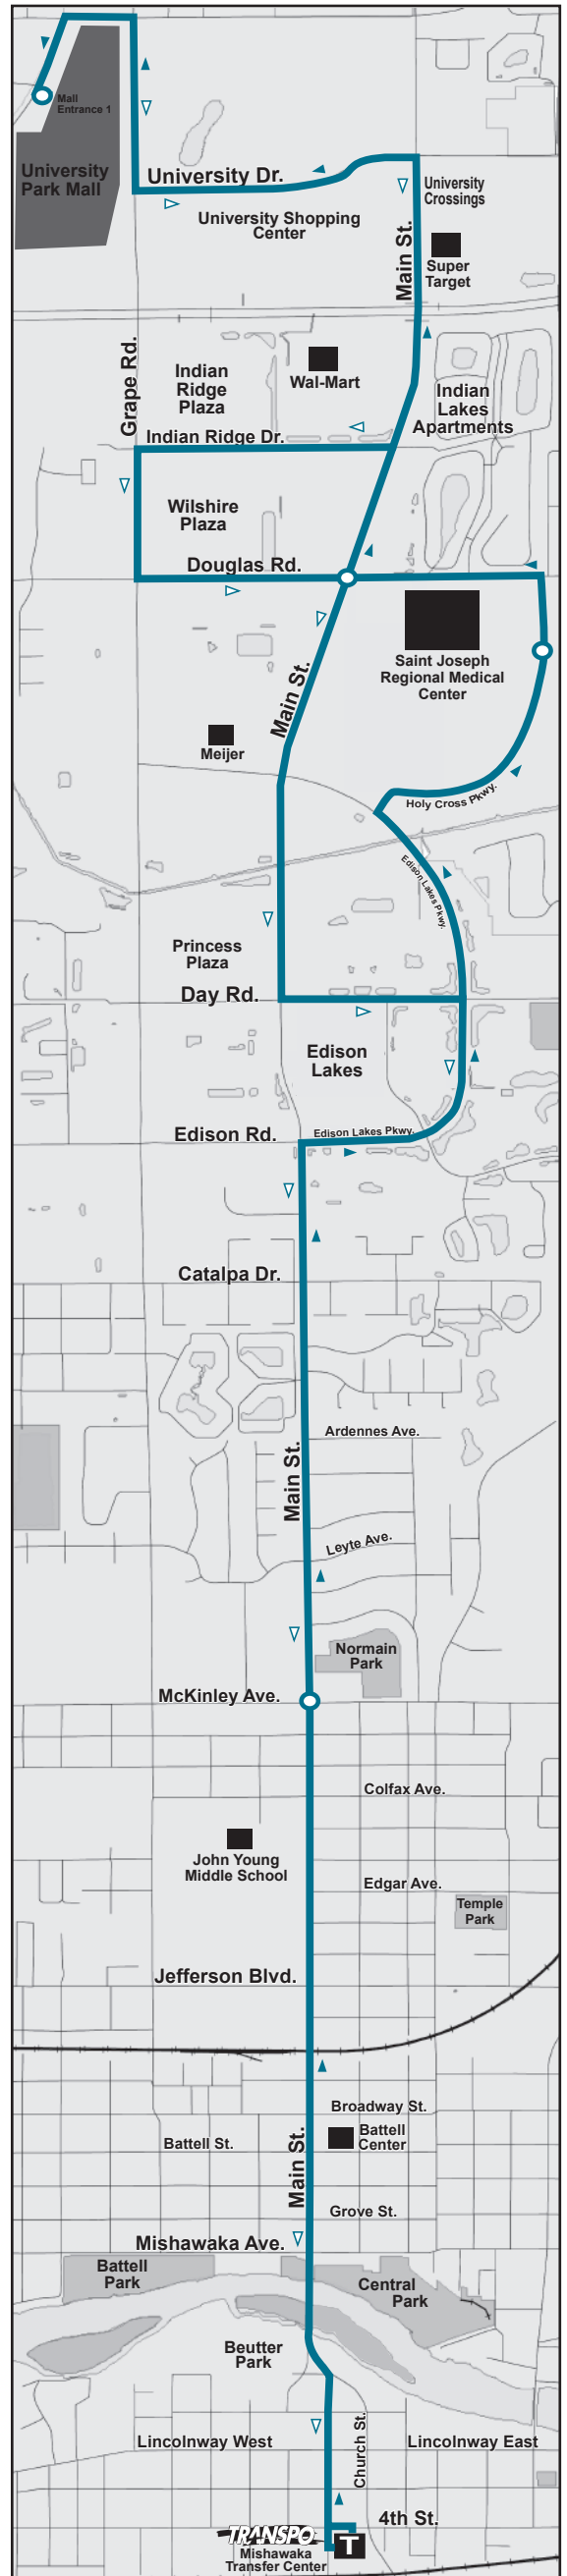 Mall
Entrance 1
University
Park Mall
University Dr.
University
Crossings
University Shopping
Center
Main St.
Super
Target
Grape Rd.
Indian
Ridge
Plaza
Wal-Mart
Indian
Lakes
Apartments
Indian Ridge Dr.
Wilshire
Plaza
Douglas Rd.
Saint Joseph
Regional Medical
Center
Main St.
Meijer
Holy Cross Pkwy.
Edison Lakes Pkwy.
Princess
Plaza
Day Rd.
Edison
Lakes
Edison Rd.
Edison Lakes Pkwy.
Catalpa Dr.
Ardennes Ave.
Main St.
Leyte Ave.
Normain
Park
McKinley Ave.
Colfax Ave.
John Young
Middle School
Edgar Ave.
Temple
Park
Jefferson Blvd.
Broadway St.
Battell
Center
Battell St.
Main St.
Grove St.
Mishawaka Ave.
Battell
Park
Central
Park
Beutter
Park
Church St.
Lincolnway West
Lincolnway East
4th St.
TRANSPO
T
Mishawaka
Transfer Center